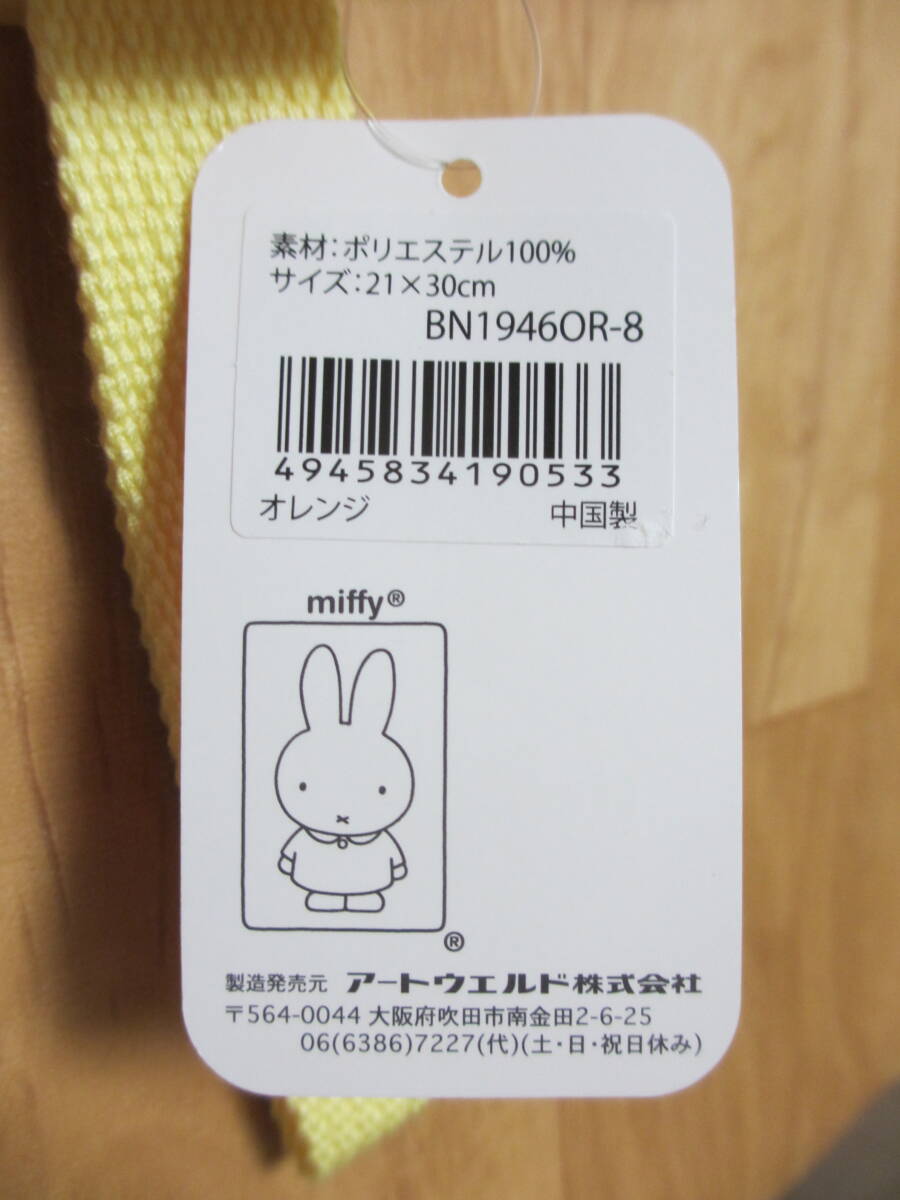 素材:ポリエステル100%
サイズ:21×30cm
BN1946OR-8
4945834190533
オレンジ 中国製
miffy®
®
製造発売元 アートウエルド株式会社
〒564-0044 大阪府吹田市南金田2-6-25
06(6386)7227(代)(土・日・祝日休み)